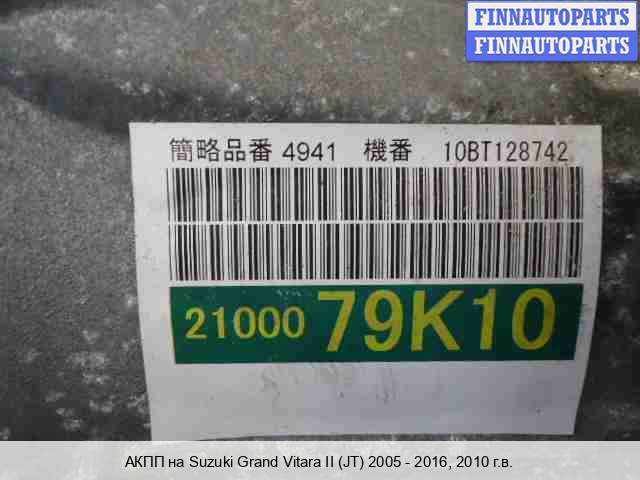 FINNAUTOPARTS
FINNAUTOPARTS
簡略品番 4941 機番 10BT128742
21000 79K10
АКПП на Suzuki Grand Vitara II (JT) 2005 - 2016, 2010 г.в.